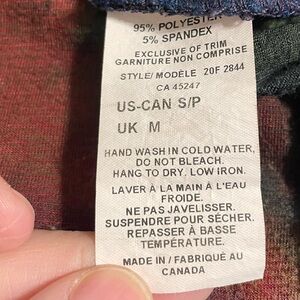 95% POLYESTER
5% SPANDEX
EXCLUSIVE OF TRIM
GARNITURE NON COMPRISE
STYLE/ MODÈLE 20F 2844
CA 45247
US-CAN S/P
UK M
HAND WASH IN COLD WATER,
DO NOT BLEACH.
HANG TO DRY, LOW IRON.
LAVER À LA MAIN À L'EAU
FROIDE.
NE PAS JAVELISSER.
SUSPENDRE POUR SÉCHER.
REPASSER À BASSE
TEMPÉRATURE.
MADE IN / FABRIQUÉ AU
CANADA